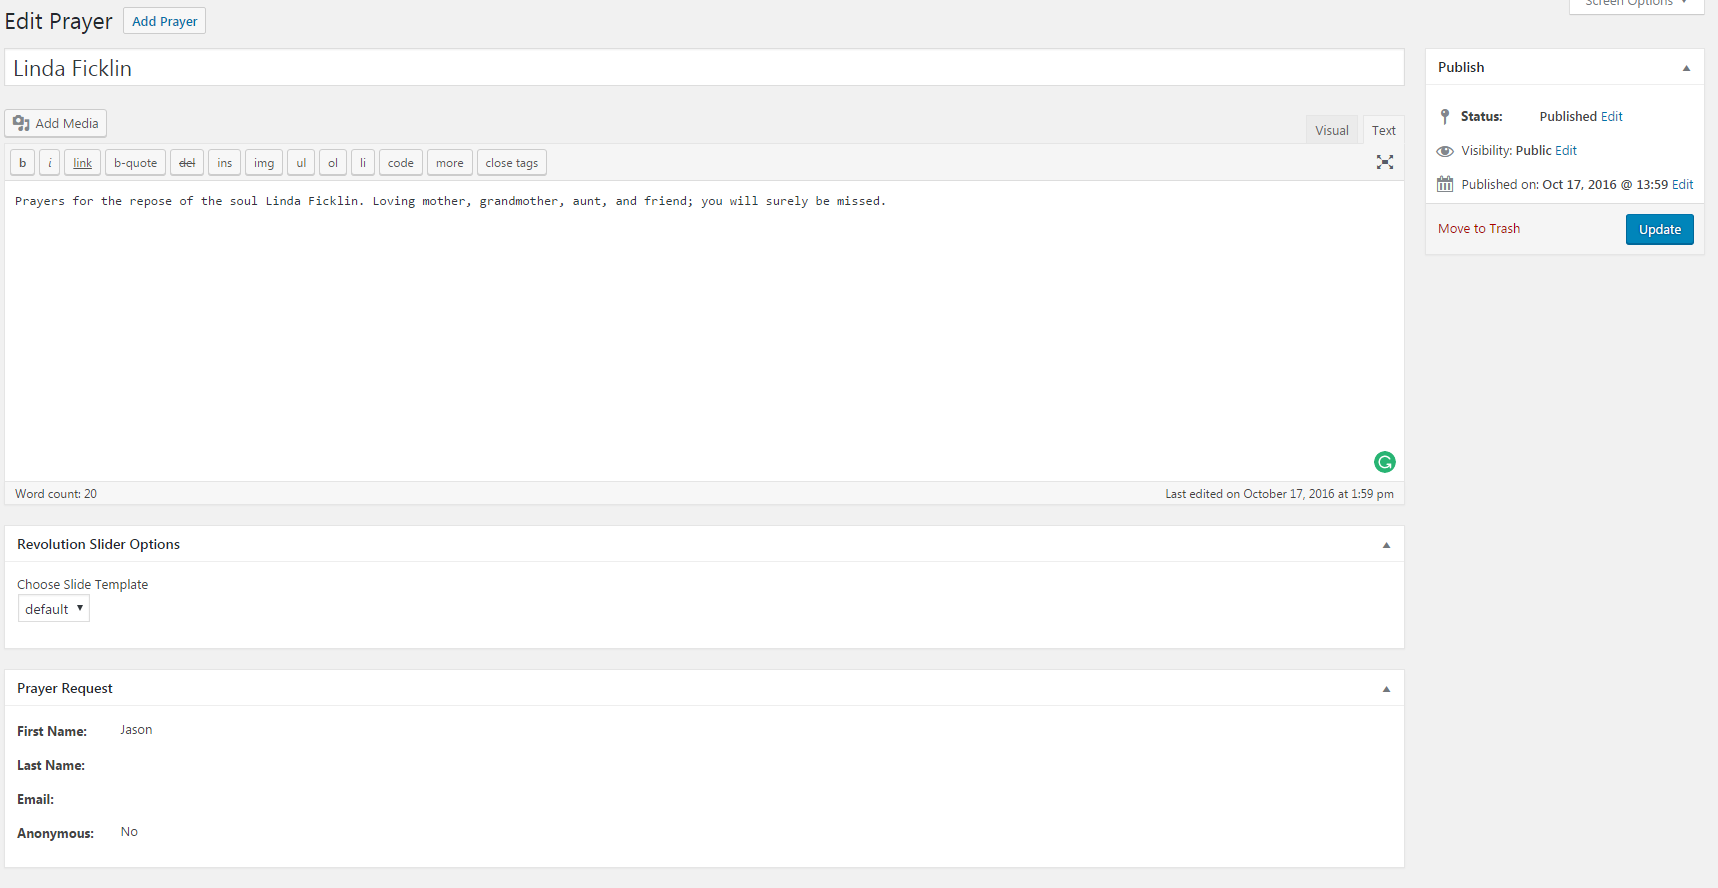 Edit Prayer Add Prayer
Screen Options
Linda Ficklin
Add Media
Visual Text
b i link b-quote del ins img ul ol li code more close tags
Prayers for the repose of the soul Linda Ficklin. Loving mother, grandmother, aunt, and friend; you will surely be missed.
Word count: 20
Last edited on October 17, 2016 at 1:59 pm
Revolution Slider Options
Choose Slide Template
default
Prayer Request
First Name: Jason
Last Name:
Email:
Anonymous: No
Publish
Status: Published Edit
Visibility: Public Edit
Published on: Oct 17, 2016 @ 13:59 Edit
Move to Trash Update